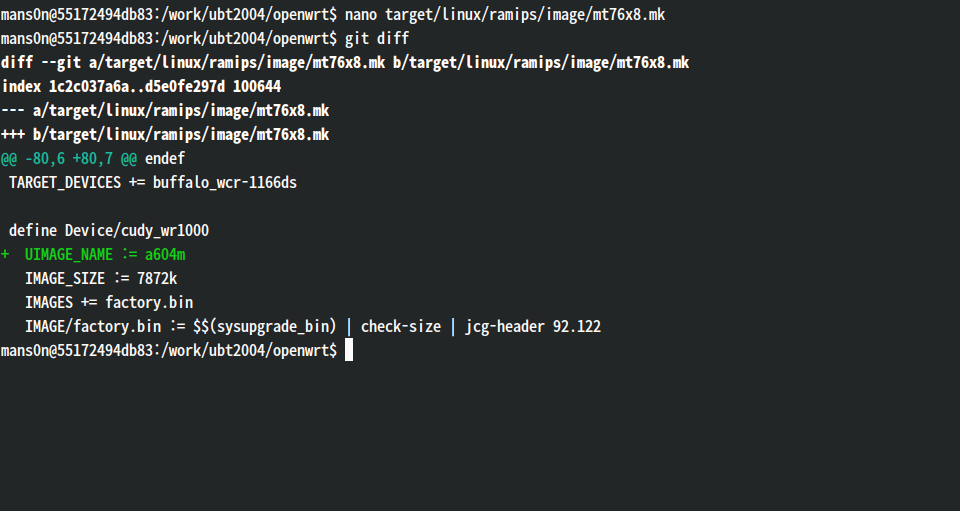 mans0n@55172494db83:/work/ubt2004/openwrt$ nano target/linux/ramips/image/mt76x8.mk
mans0n@55172494db83:/work/ubt2004/openwrt$ git diff
diff --git a/target/linux/ramips/image/mt76x8.mk b/target/linux/ramips/image/mt76x8.mk
index 1c2c037a6a..d5e0fe297d 100644
--- a/target/linux/ramips/image/mt76x8.mk
+++ b/target/linux/ramips/image/mt76x8.mk
@@ -80,6 +80,7 @@ endef
 TARGET_DEVICES += buffalo_wcr-1166ds
 define Device/cudy_wr1000
+  UIMAGE_NAME := a604m
   IMAGE_SIZE := 7872k
   IMAGES += factory.bin
   IMAGE/factory.bin := $$(sysupgrade_bin) | check-size | jcg-header 92.122
mans0n@55172494db83:/work/ubt2004/openwrt$